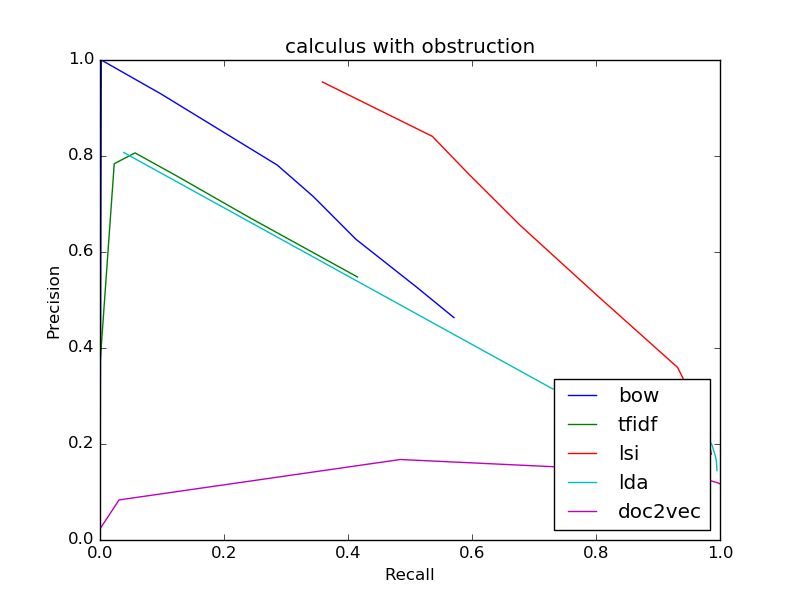 calculus with obstruction
1.0
0.8
0.6
0.4
0.2
0.0
Precision
bow
tfidf
lsi
lda
doc2vec
0.0 0.2 0.4 0.6 0.8 1.0
Recall